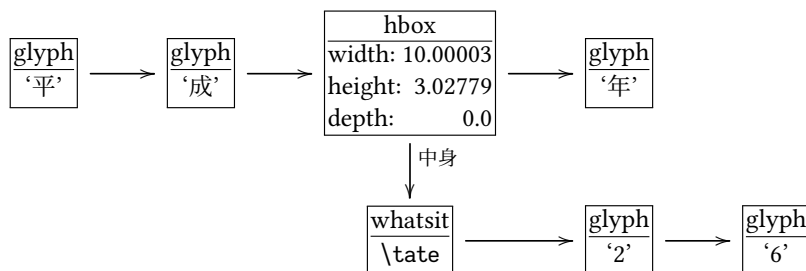 glyph
‘平’
glyph
‘成’
hbox
width: 10.00003
height: 3.02779
depth: 0.0
glyph
‘年’
中身
whatsit
\tate
glyph
‘2’
glyph
‘6’